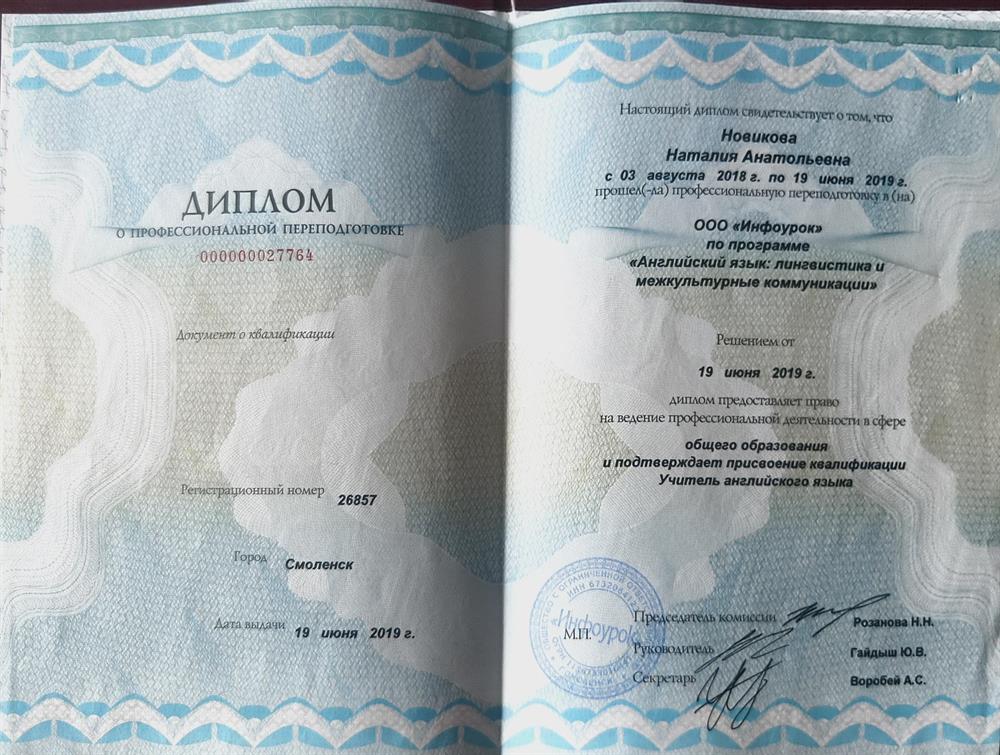 ДИПЛОМ
О ПРОФЕССИОНАЛЬНОЙ ПЕРЕПОДГОТОВКЕ
000000027764
Документ о квалификации
Регистрационный номер 26857
Город Смоленск
Дата выдачи 19 июня 2019 г.
Настоящий диплом свидетельствует о том, что
Новикова
Наталия Анатольевна
с 03 августа 2018 г. по 19 июня 2019 г.
прошел(-ла) профессиональную переподготовку в (на)
ООО «Инфоурок»
по программе
«Английский язык: лингвистика и
межкультурные коммуникации»
Решением от
19 июня 2019 г.
диплом предоставляет право
на ведение профессиональной деятельности в сфере
общего образования
и подтверждает присвоение квалификации
Учитель английского языка
М.П.
Инфоурок
Председатель комиссии Розанова Н.Н.
Руководитель Гайдыш Ю.В.
Секретарь Воробей А.С.